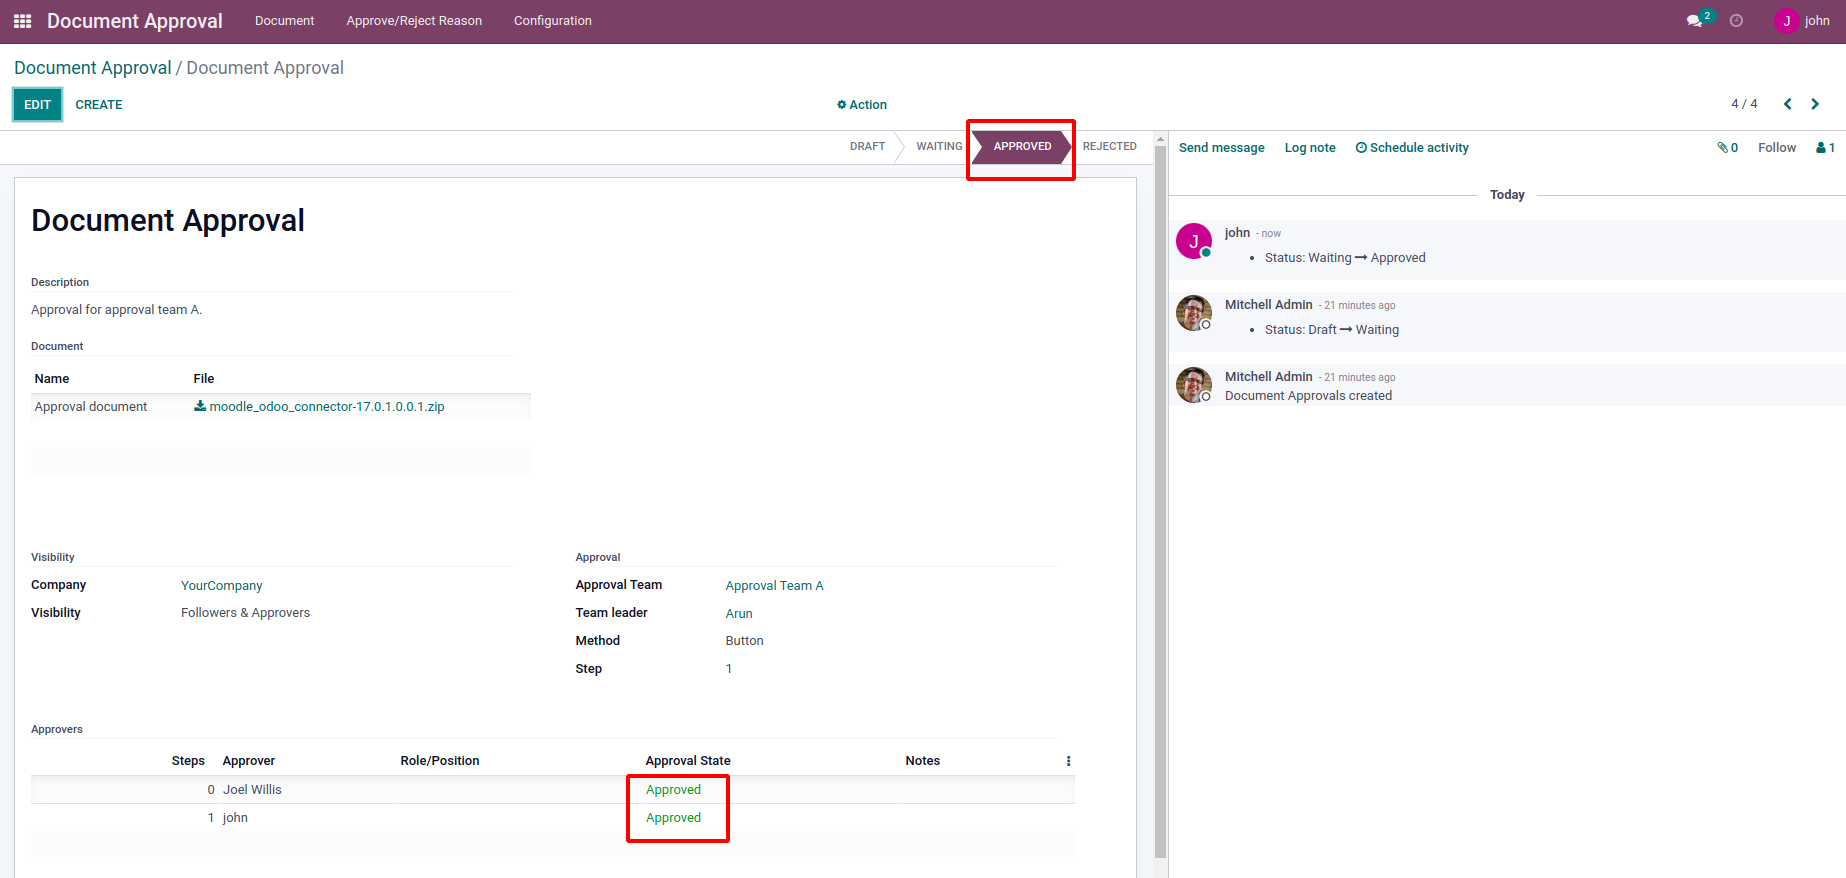 Document Approval Document Approve/Reject Reason Configuration 2 J john
Document Approval / Document Approval
EDIT CREATE Action 4 / 4
DRAFT WAITING APPROVED REJECTED
Send message Log note Schedule activity 0 Follow 1
Today
Document Approval
J john - now
• Status: Waiting → Approved
Description
Approval for approval team A.
Mitchell Admin - 21 minutes ago
• Status: Draft → Waiting
Document
Name File
Approval document moodle_odoo_connector-17.0.1.0.0.1.zip
Mitchell Admin - 21 minutes ago
Document Approvals created
Visibility
Company YourCompany
Visibility Followers & Approvers
Approval
Approval Team Approval Team A
Team leader Arun
Method Button
Step 1
Approvers
Steps Approver Role/Position Approval State Notes
0 Joel Willis Approved
1 john Approved